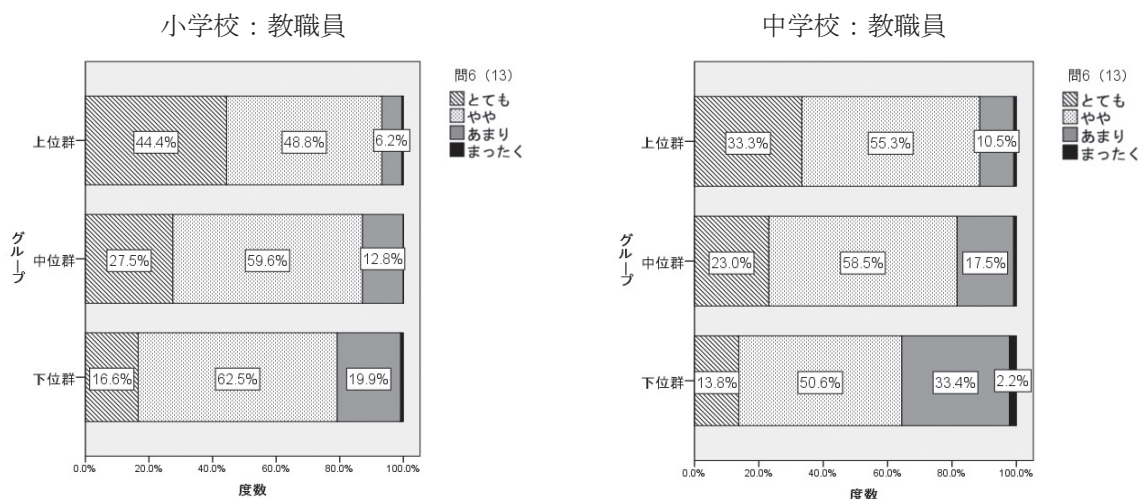 小学校：教職員
問6（13）
とても
やや
あまり
まったく
上位群
44.4%
48.8%
6.2%
中位群
27.5%
59.6%
12.8%
下位群
16.6%
62.5%
19.9%
グループ
0.0%
20.0%
40.0%
60.0%
80.0%
100.0%
度数
中学校：教職員
問6（13）
とても
やや
あまり
まったく
上位群
33.3%
55.3%
10.5%
中位群
23.0%
58.5%
17.5%
下位群
13.8%
50.6%
33.4%
2.2%
グループ
0.0%
20.0%
40.0%
60.0%
80.0%
100.0%
度数